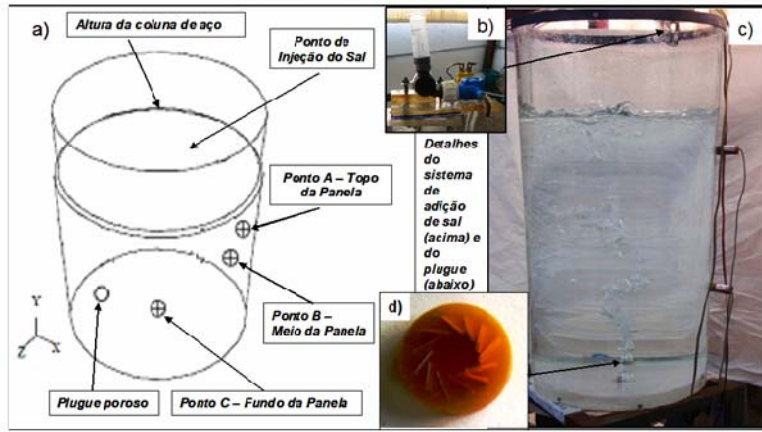 a)
Altura da coluna de aço
Ponto de
Injeção do Sal
Ponto A – Topo
da Panela
Ponto B –
Meio da Panela
Ponto C – Fundo da Panela
Plugue poroso
Y
Z
X
b)
Detalhes
do
sistema
de
adição
de sal
(acima) e
do
plugue
(abaixo)
d)
c)